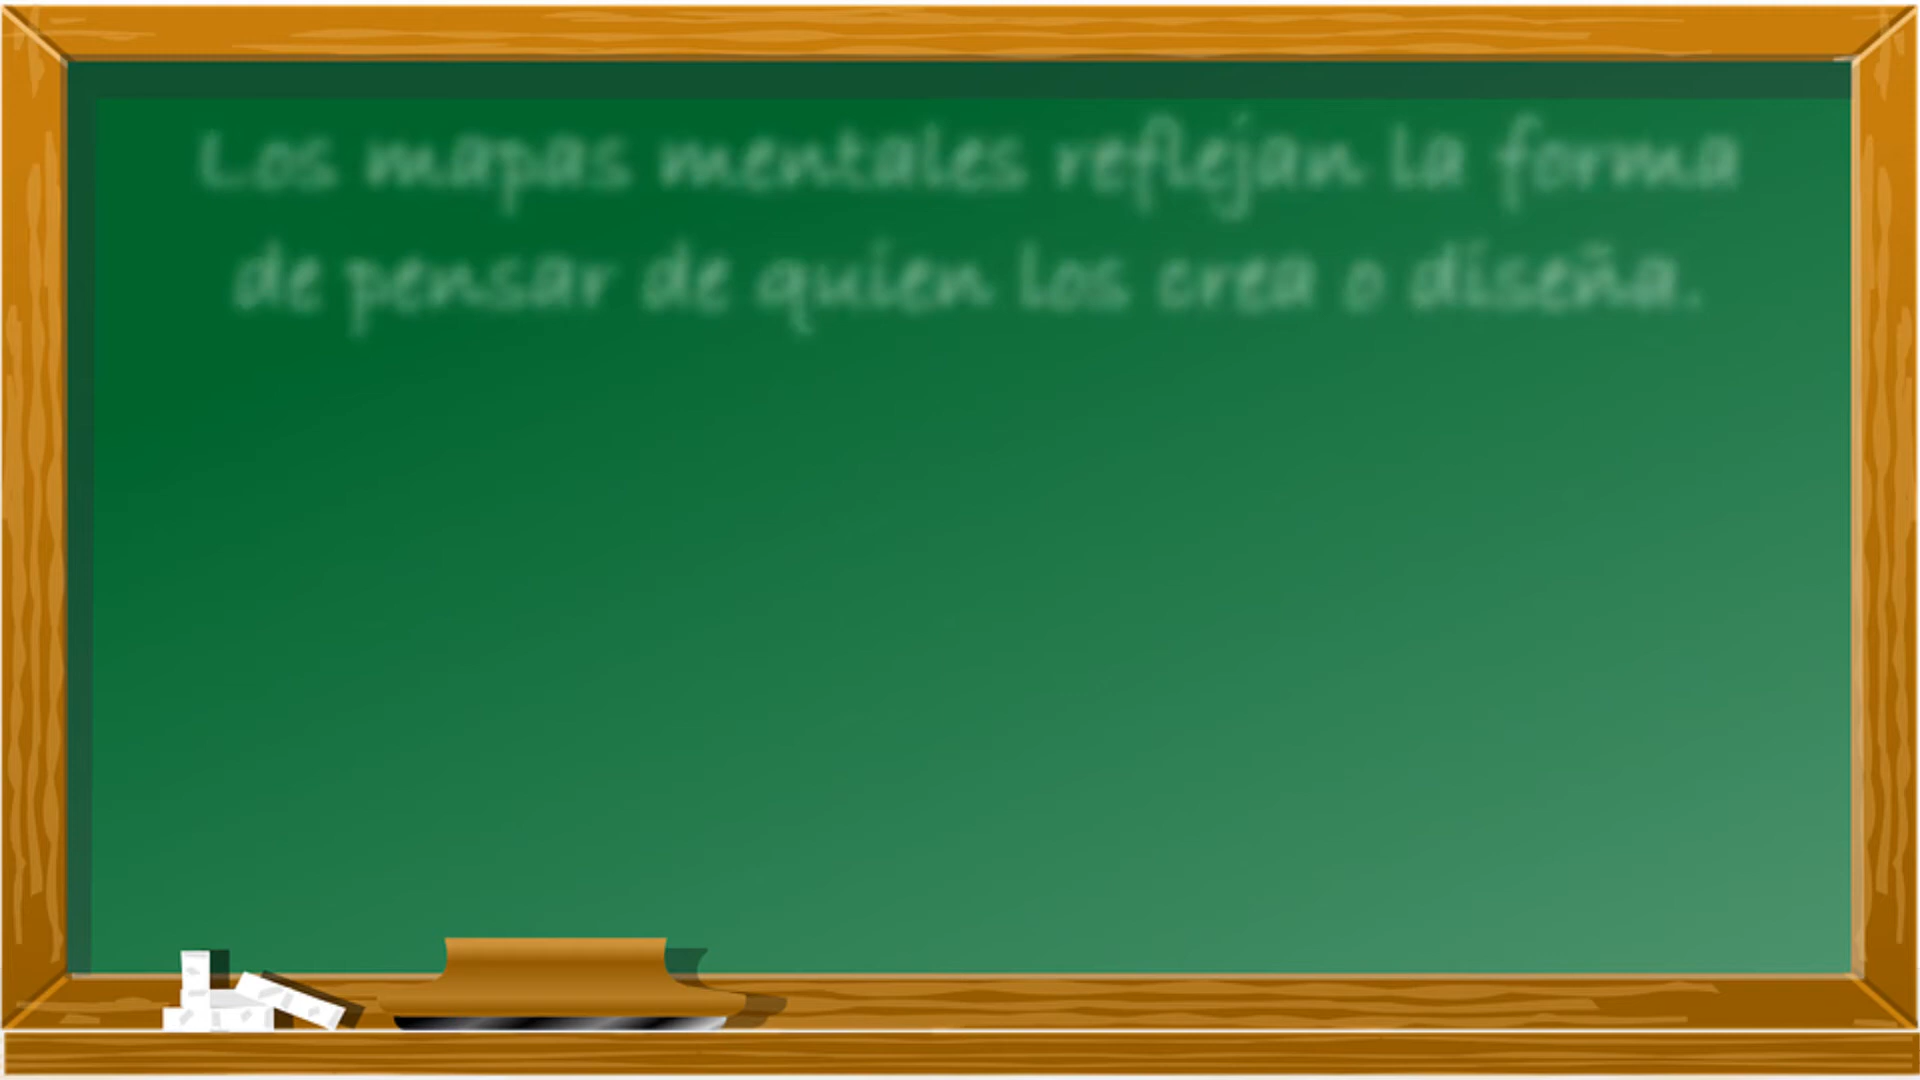 Los mapas mentales reflejan la forma
de pensar de quien los crea o diseña.